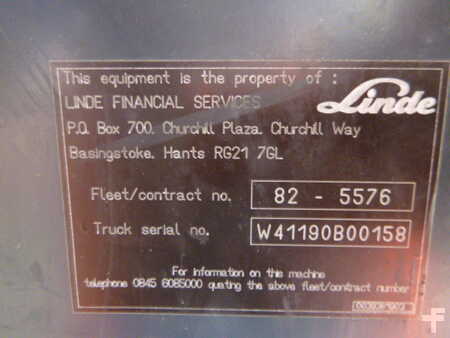 This equipment is the property of :
LINDE FINANCIAL SERVICES
Linde
P.O. Box 700, Churchill Plaza, Churchill Way
Basingstoke, Hants RG21 7GL
Fleet/contract no. 82 - 5576
Truck serial no. W41190B00158
For information on this machine
telephone 0845 6085000 quoting the above fleet/contract number